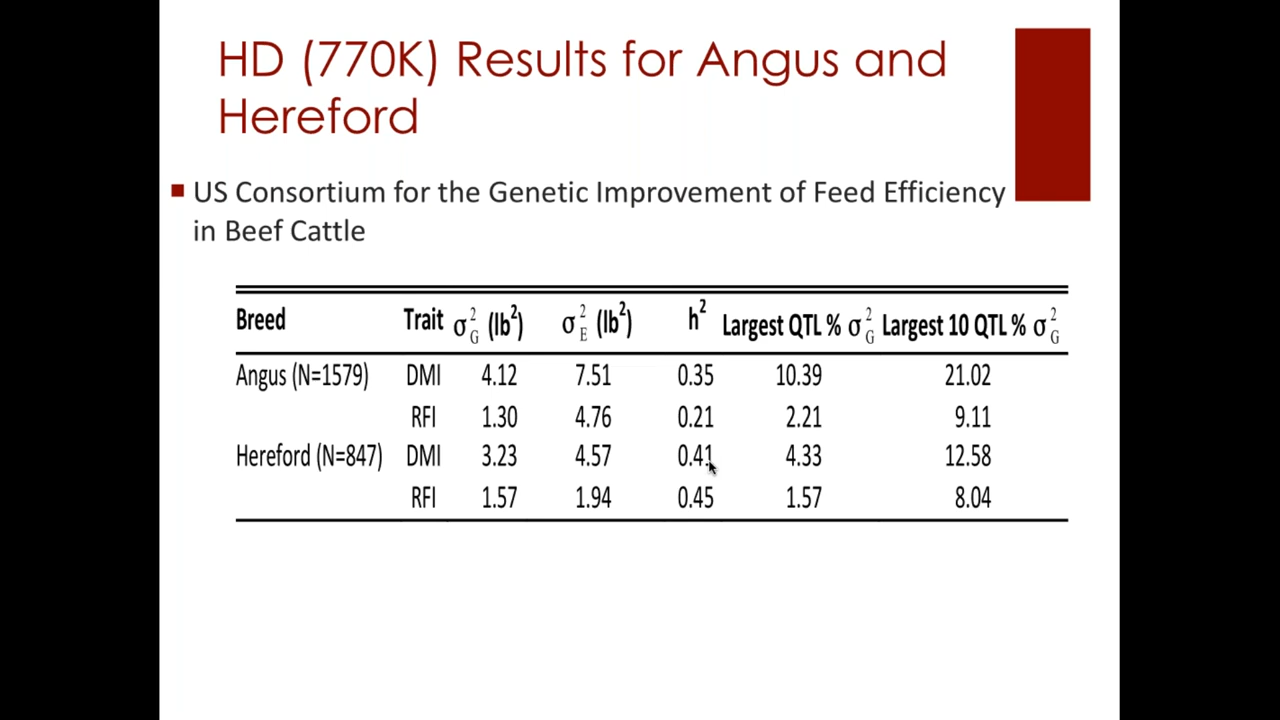 HD (770K) Results for Angus and
Hereford
US Consortium for the Genetic Improvement of Feed Efficiency
in Beef Cattle
Breed Trait σ²G (lb²) σ²E (lb²) h² Largest QTL % σ²G Largest 10 QTL % σ²G
Angus (N=1579) DMI 4.12 7.51 0.35 10.39 21.02
RFI 1.30 4.76 0.21 2.21 9.11
Hereford (N=847) DMI 3.23 4.57 0.41 4.33 12.58
RFI 1.57 1.94 0.45 1.57 8.04